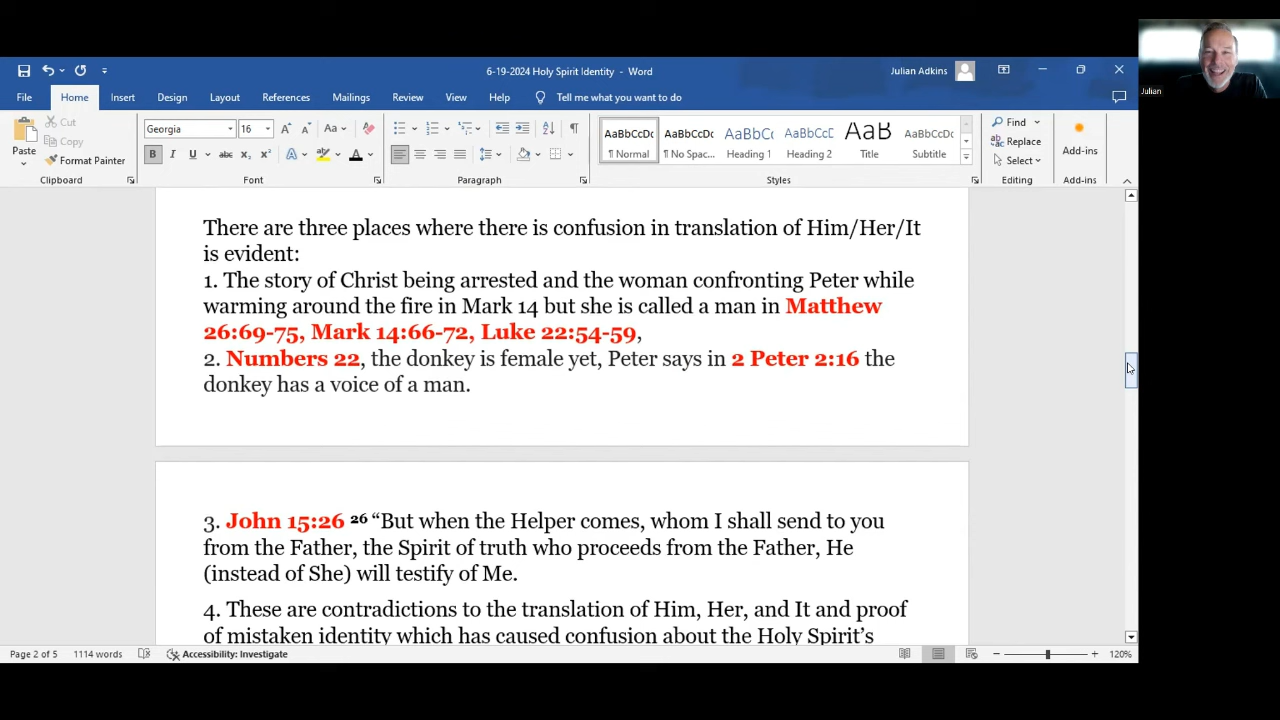 6-19-2024 Holy Spirit Identity - Word
Julian Adkins
Julian
File Home Insert Design Layout References Mailings Review View Help Tell me what you want to do
Paste
Cut
Copy
Format Painter
Clipboard
Georgia 16
Font
Paragraph
AaBbCcDc AaBbCcDc AaBbCc AaBbCcD AaB AaBbCcD
¶ Normal ¶ No Spac... Heading 1 Heading 2 Title Subtitle
Styles
Find
Replace
Select
Editing
Add-ins
Add-ins
There are three places where there is confusion in translation of Him/Her/It
is evident:
1. The story of Christ being arrested and the woman confronting Peter while
warming around the fire in Mark 14 but she is called a man in Matthew
26:69-75, Mark 14:66-72, Luke 22:54-59,
2. Numbers 22, the donkey is female yet, Peter says in 2 Peter 2:16 the
donkey has a voice of a man.
3. John 15:26 26 “But when the Helper comes, whom I shall send to you
from the Father, the Spirit of truth who proceeds from the Father, He
(instead of She) will testify of Me.
4. These are contradictions to the translation of Him, Her, and It and proof
of mistaken identity which has caused confusion about the Holy Spirit’s
Page 2 of 5 1114 words Accessibility: Investigate 120%